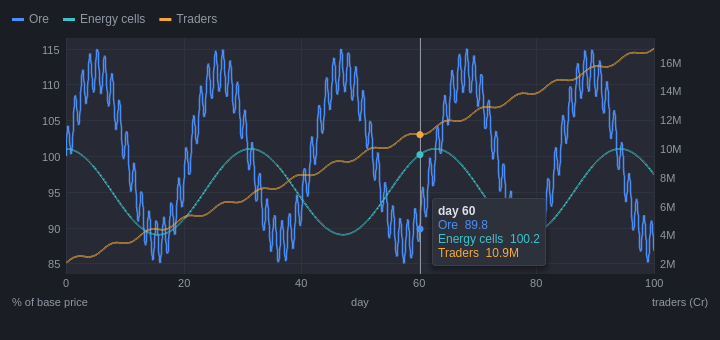 Ore Energy cells Traders
115
110
105
100
95
90
85
16M
14M
12M
10M
8M
6M
4M
2M
day 60
Ore 89.8
Energy cells 100.2
Traders 10.9M
0 20 40 60 80 100
% of base price day traders (Cr)